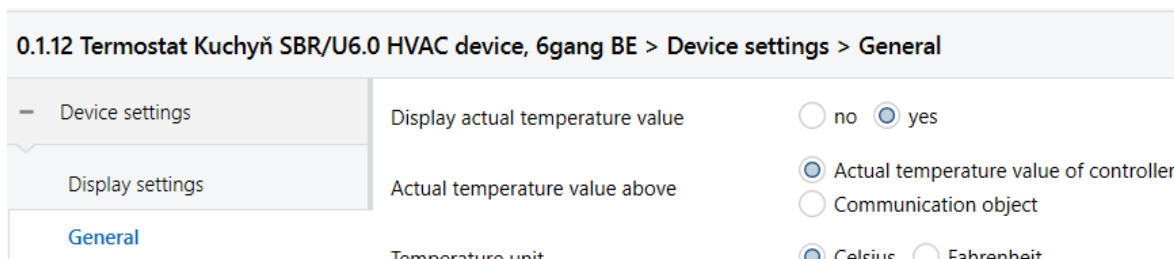 0.1.12 Termostat Kuchyň SBR/U6.0 HVAC device, 6gang BE > Device settings > General
– Device settings
Display settings
General
Display actual temperature value no yes
Actual temperature value above Actual temperature value of controller
Communication object
Temperature unit Celsius Fahrenheit